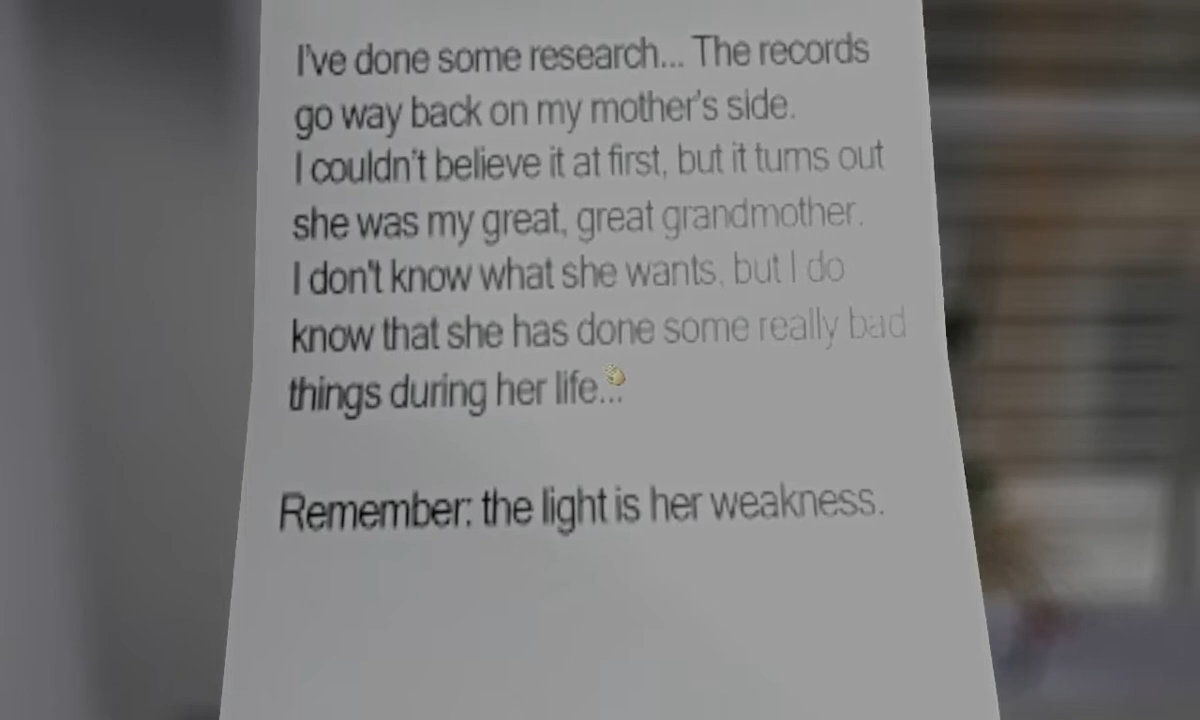 I've done some research... The records
go way back on my mother's side.
I couldn't believe it at first, but it turns out
she was my great, great grandmother.
I don't know what she wants, but I do
know that she has done some really bad
things during her life...
Remember: the light is her weakness.